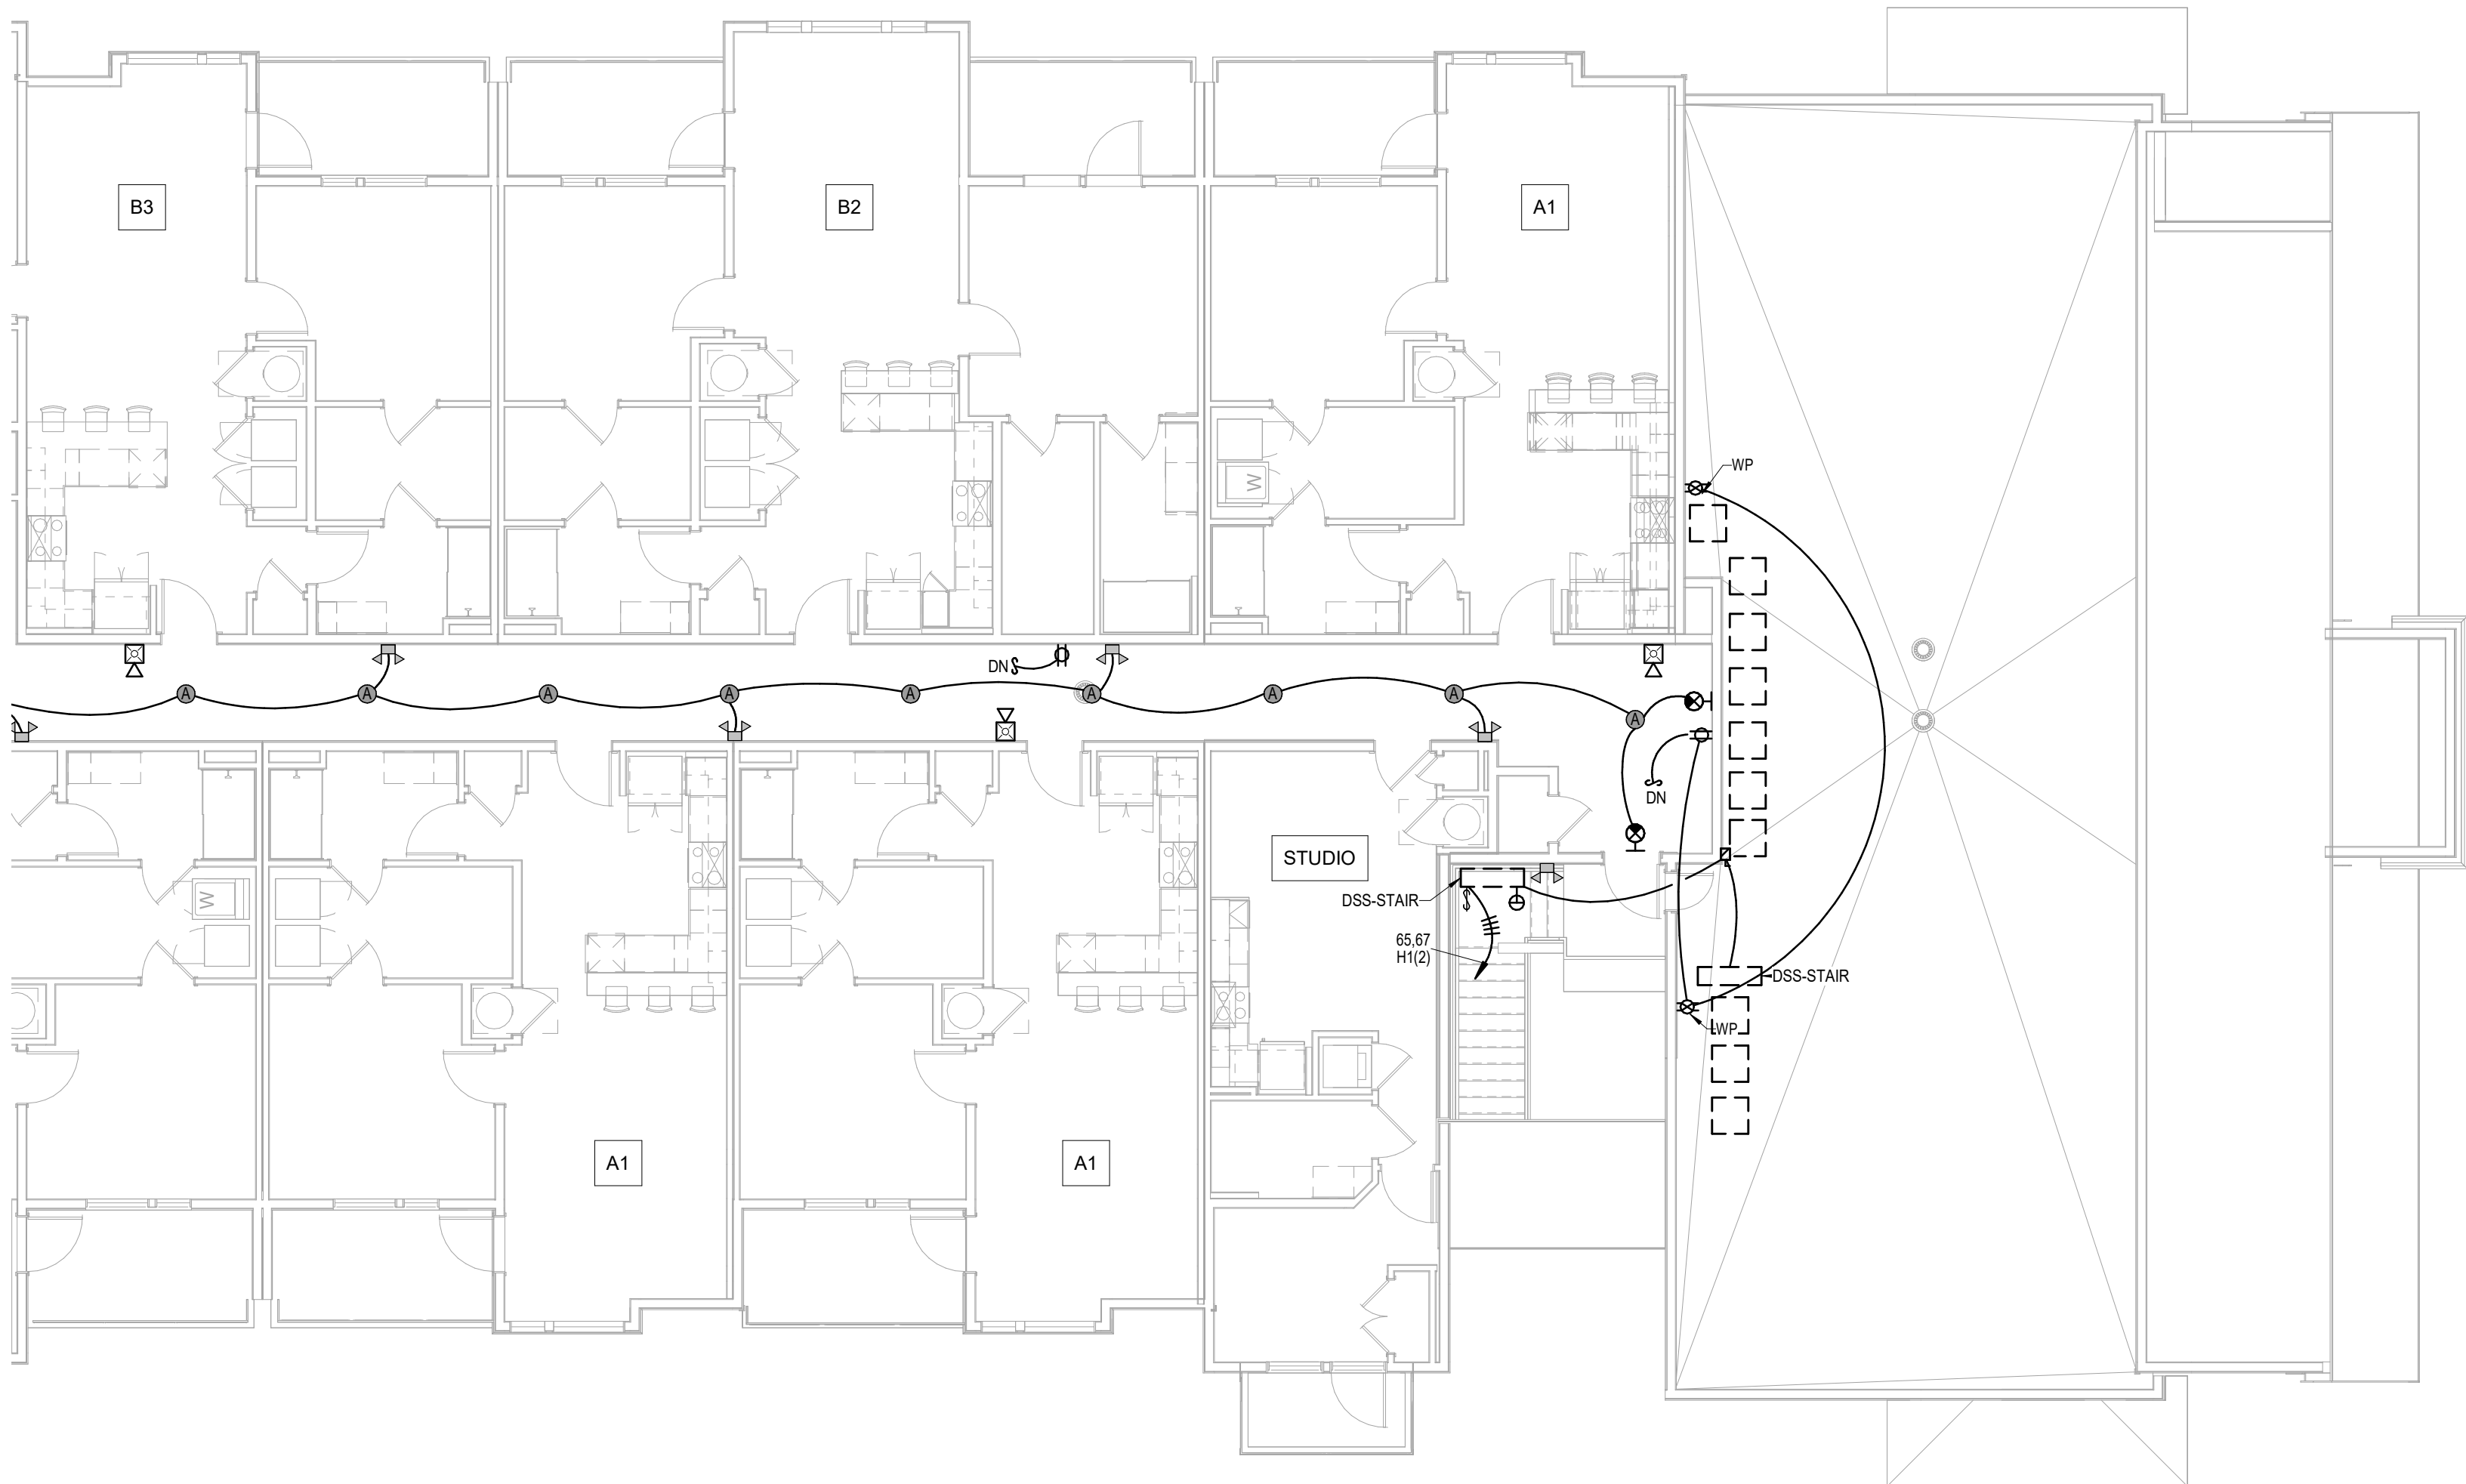 B3
B2
A1
WP
W
DN
A
A
A
A
A
A
A
A
A
DN
STUDIO
W
DSS-STAIR
65,67
H1(2)
DSS-STAIR
WP
A1
A1